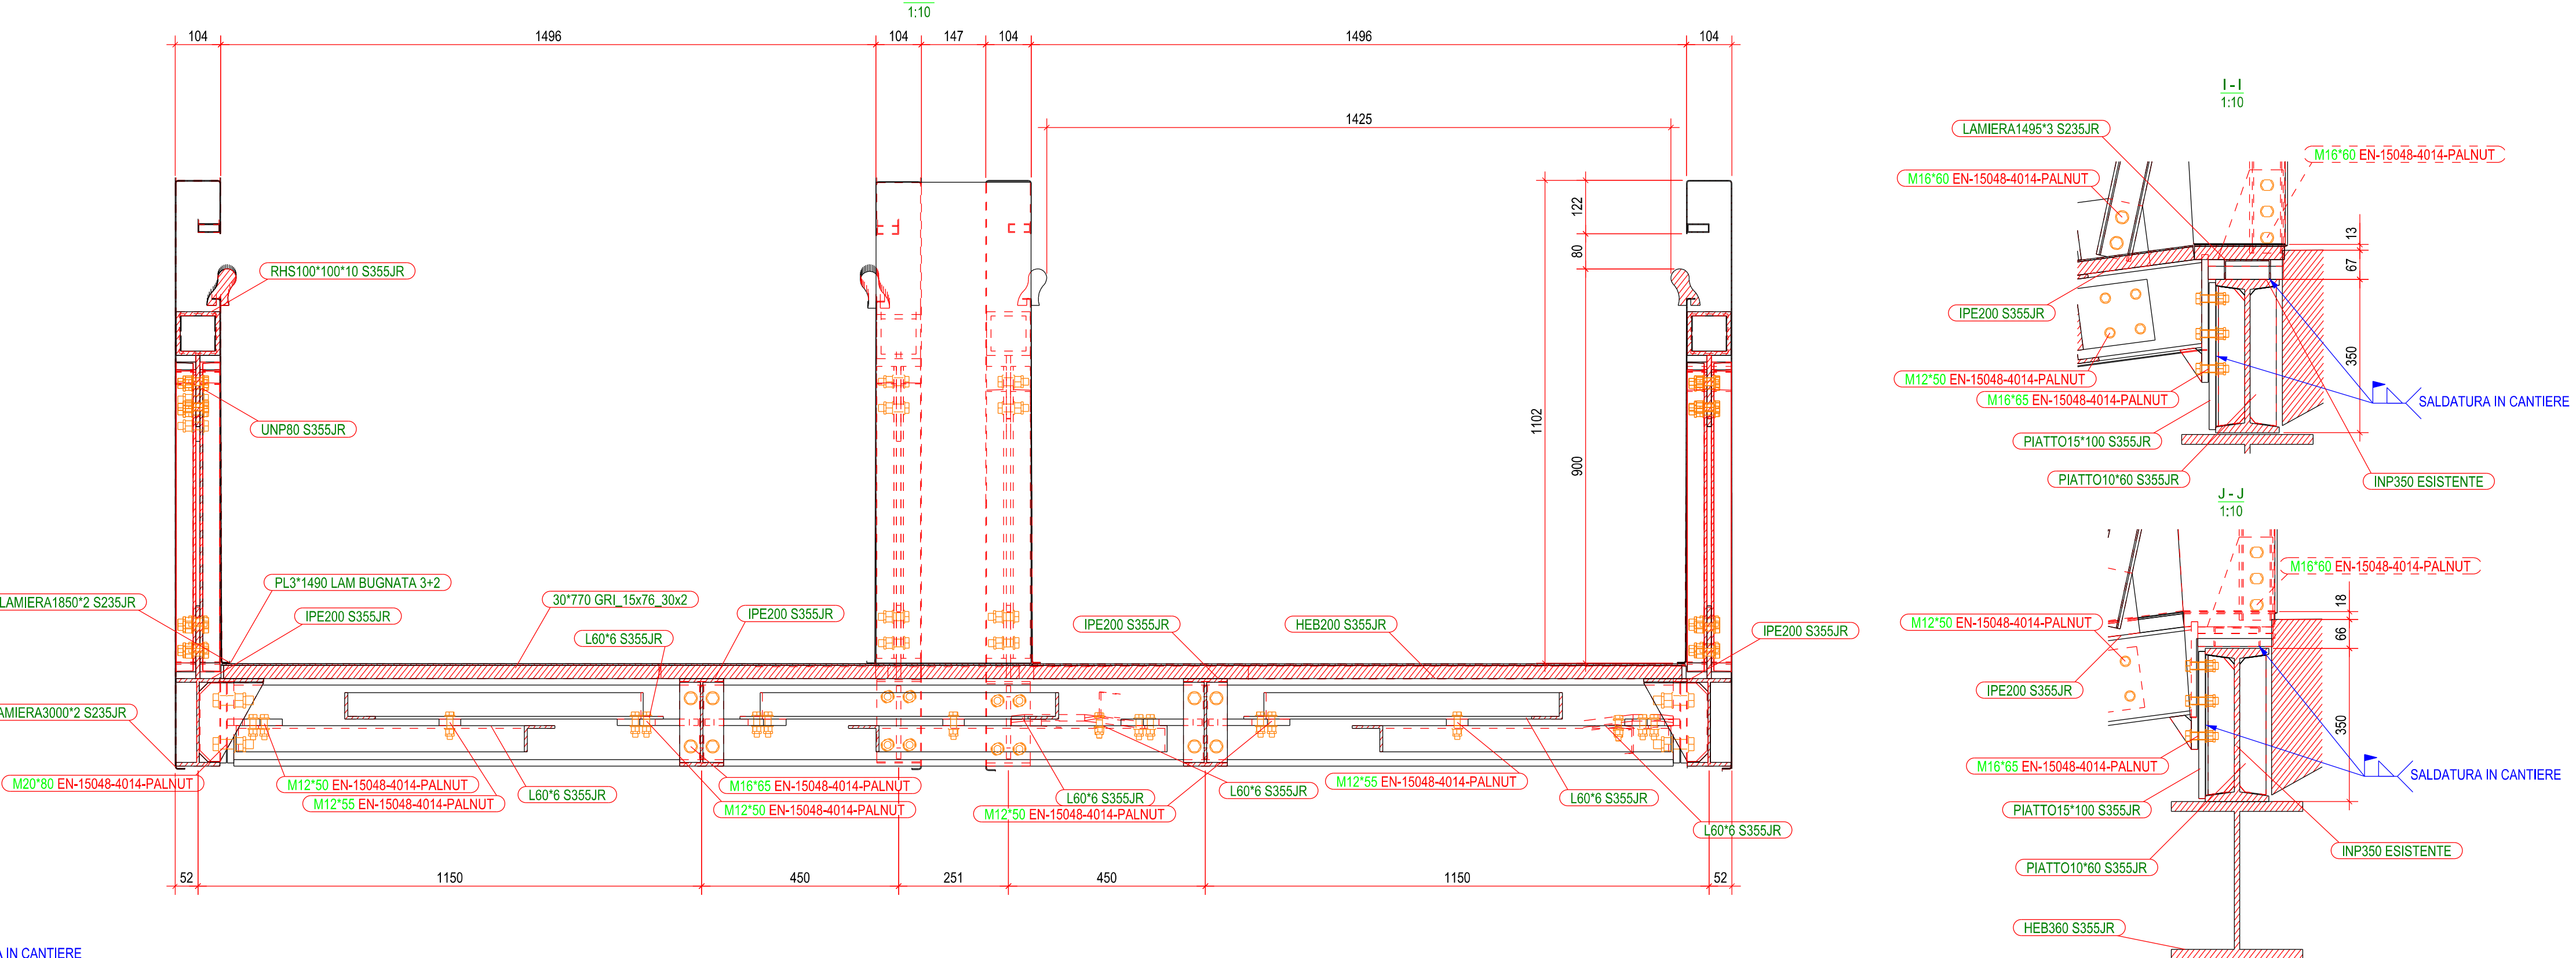 1:10
104 1496 104 147 104 1496 104
1425
122
80
1102
900
RHS100*100*10 S355JR
UNP80 S355JR
PL3*1490 LAM BUGNATA 3+2
LAMIERA1850*2 S235JR
IPE200 S355JR
30*770 GRI_15x76_30x2
L60*6 S355JR
IPE200 S355JR
IPE200 S355JR
HEB200 S355JR
IPE200 S355JR
AMIERA3000*2 S235JR
M20*80 EN-15048-4014-PALNUT
M12*50 EN-15048-4014-PALNUT
M12*55 EN-15048-4014-PALNUT
L60*6 S355JR
M16*65 EN-15048-4014-PALNUT
M12*50 EN-15048-4014-PALNUT
L60*6 S355JR
M12*50 EN-15048-4014-PALNUT
L60*6 S355JR
M12*55 EN-15048-4014-PALNUT
L60*6 S355JR
L60*6 S355JR
52 1150 450 251 450 1150 52
A IN CANTIERE
I - I
1:10
LAMIERA1495*3 S235JR
M16*60 EN-15048-4014-PALNUT
M16*60 EN-15048-4014-PALNUT
13
67
350
IPE200 S355JR
M12*50 EN-15048-4014-PALNUT
M16*65 EN-15048-4014-PALNUT
SALDATURA IN CANTIERE
PIATTO15*100 S355JR
PIATTO10*60 S355JR
INP350 ESISTENTE
J - J
1:10
M16*60 EN-15048-4014-PALNUT
18
66
350
M12*50 EN-15048-4014-PALNUT
IPE200 S355JR
M16*65 EN-15048-4014-PALNUT
SALDATURA IN CANTIERE
PIATTO15*100 S355JR
INP350 ESISTENTE
PIATTO10*60 S355JR
HEB360 S355JR